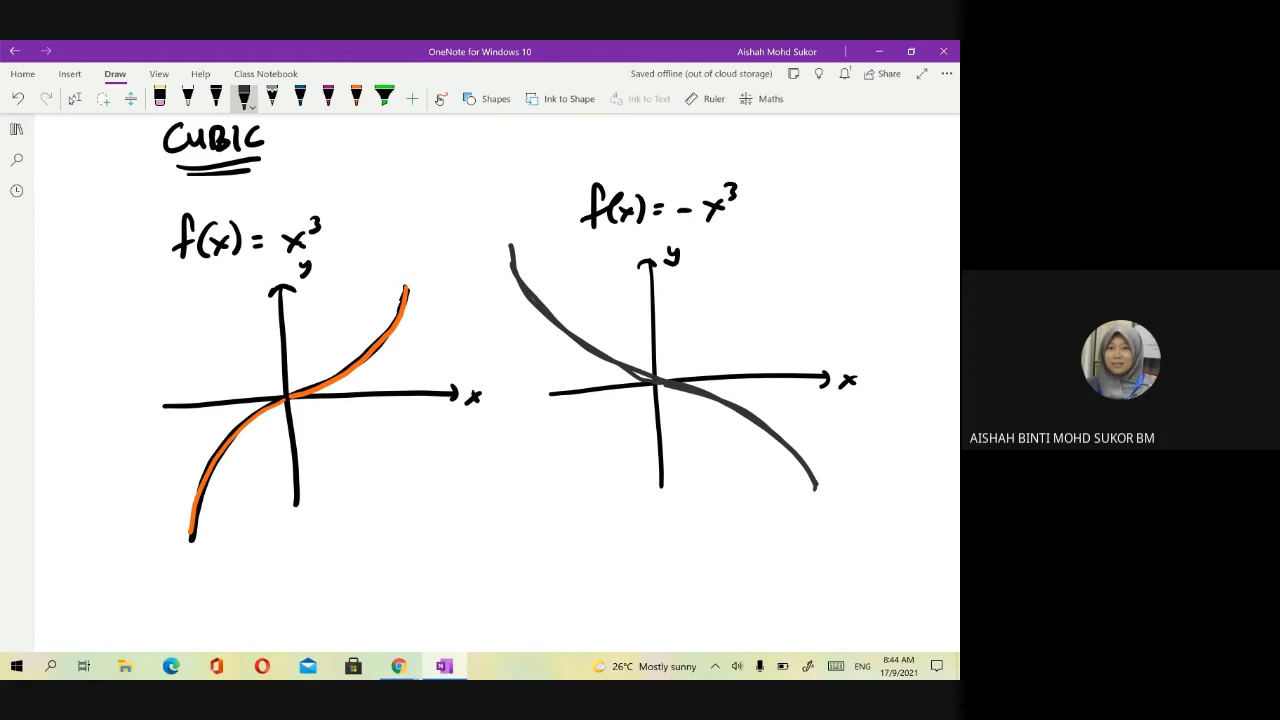 OneNote for Windows 10
Aishah Mohd Sukor
Home Insert Draw View Help Class Notebook
Saved offline (out of cloud storage)
Share
Shapes Ink to Shape Ink to Text Ruler Maths
CUBIC
f(x) = x³
y
x
f(x) = - x³
y
x
AISHAH BINTI MOHD SUKOR BM
26°C Mostly sunny
ENG
8:44 AM
17/9/2021